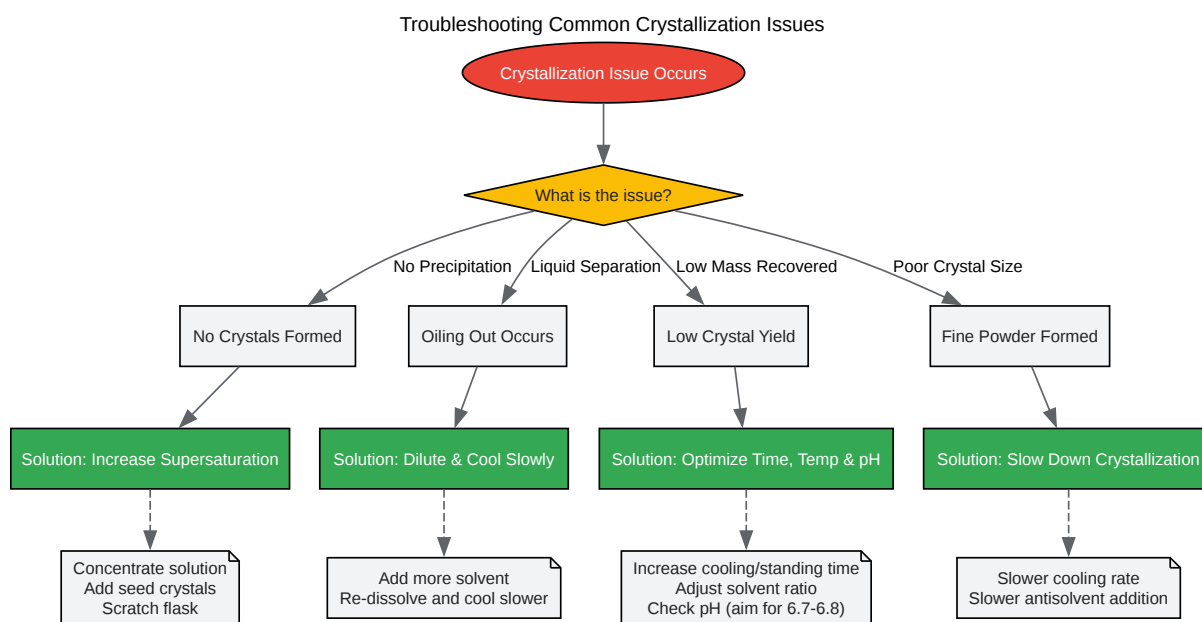 Troubleshooting Common Crystallization Issues
Crystallization Issue Occurs
What is the issue?
No Precipitation
Liquid Separation
Low Mass Recovered
Poor Crystal Size
No Crystals Formed
Oiling Out Occurs
Low Crystal Yield
Fine Powder Formed
Solution: Increase Supersaturation
Solution: Dilute & Cool Slowly
Solution: Optimize Time, Temp & pH
Solution: Slow Down Crystallization
Concentrate solution
Add seed crystals
Scratch flask
Add more solvent
Re-dissolve and cool slower
Increase cooling/standing time
Adjust solvent ratio
Check pH (aim for 6.7-6.8)
Slower cooling rate
Slower antisolvent addition